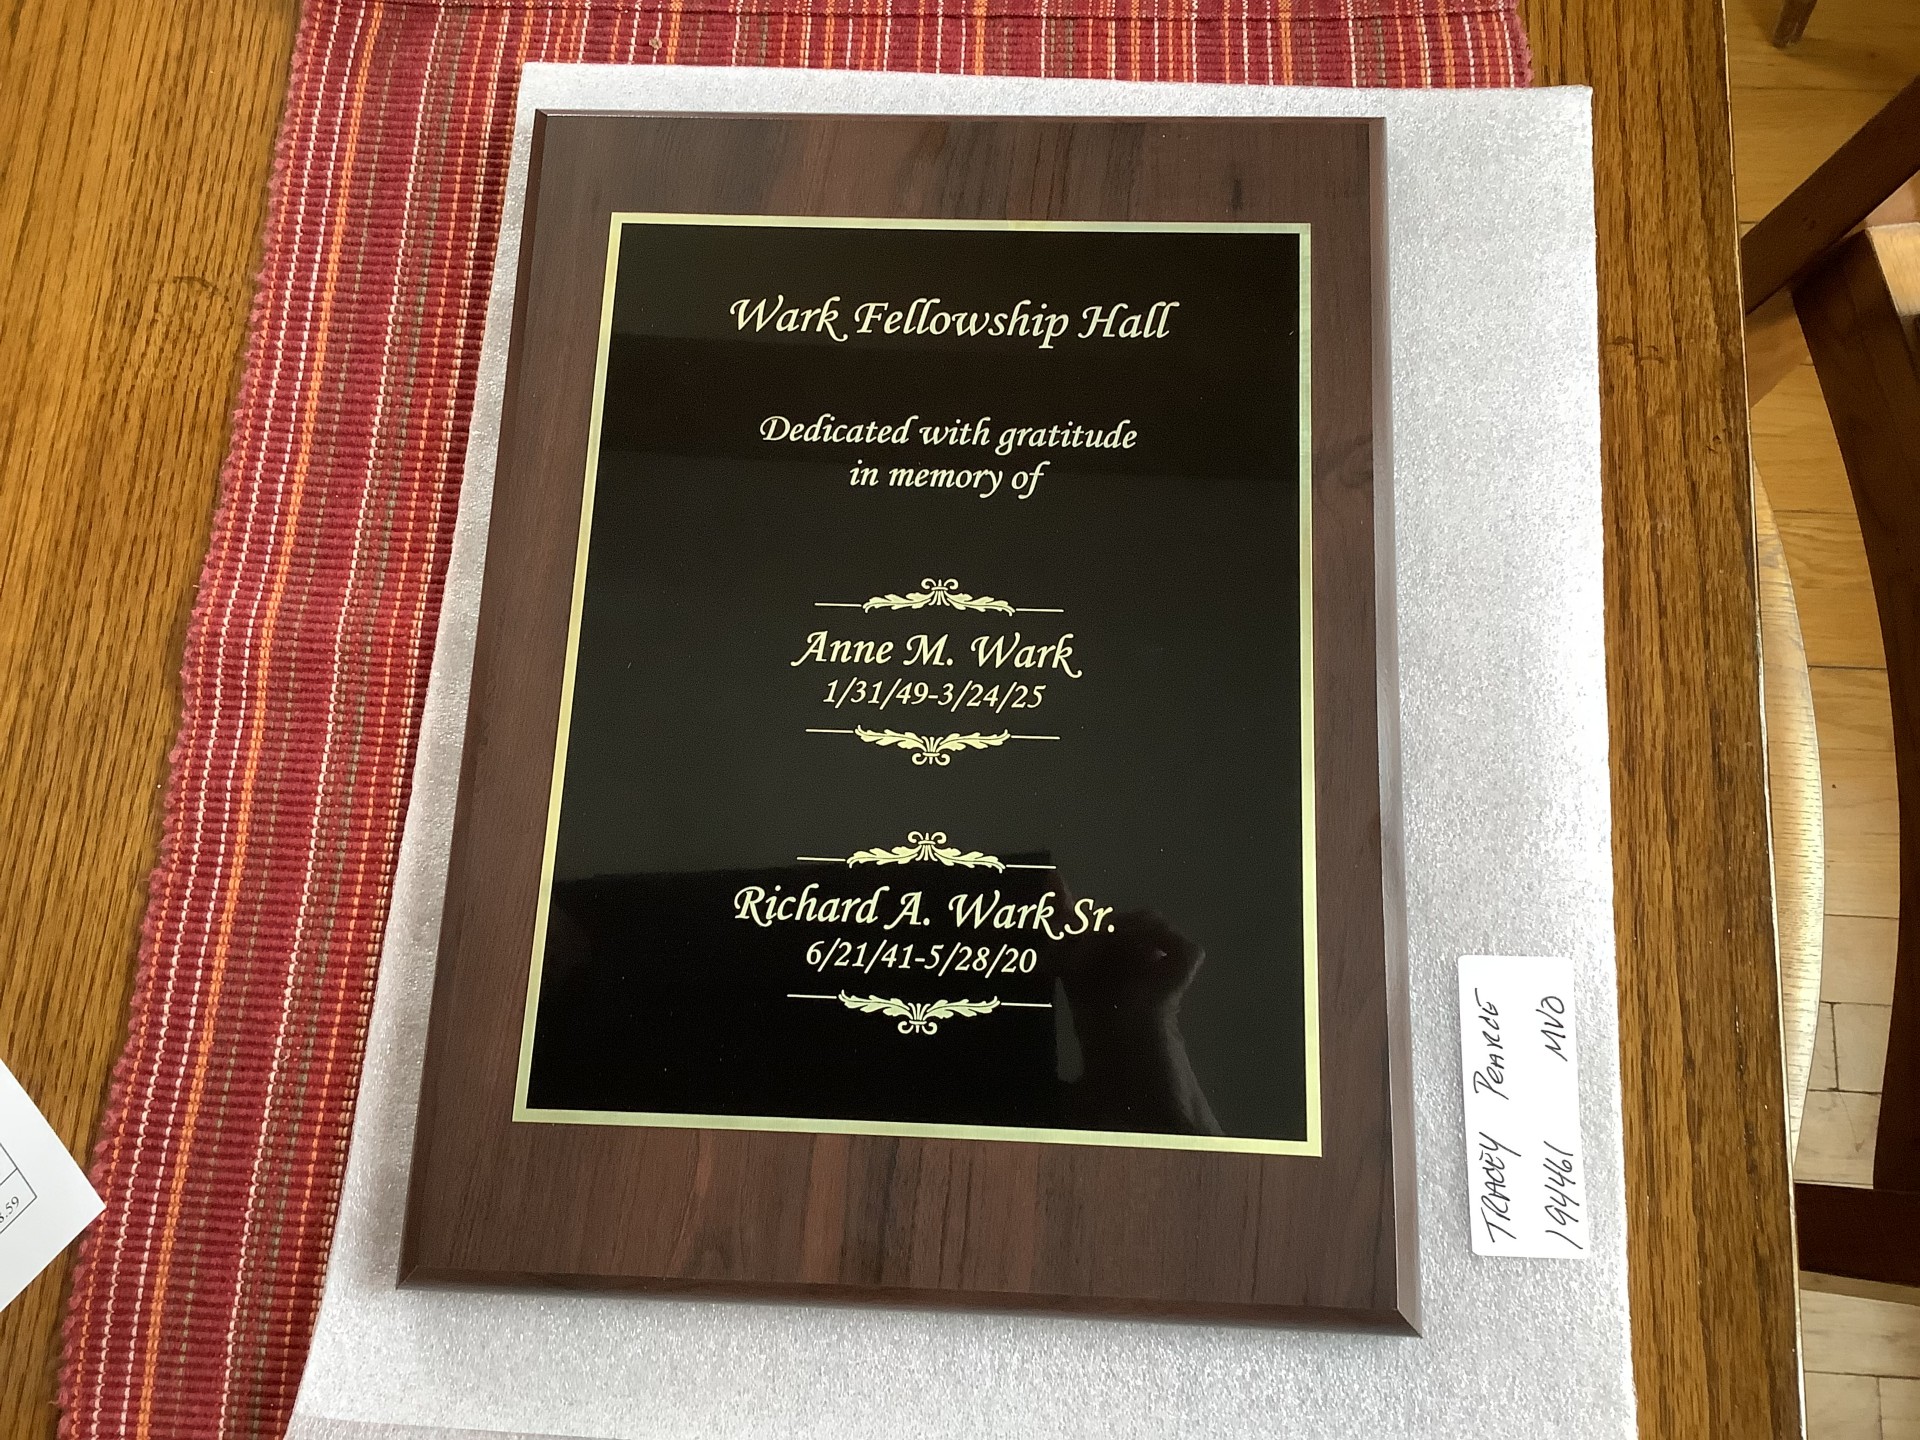 Wark Fellowship Hall
Dedicated with gratitude
in memory of
Anne M. Wark
1/31/49-3/24/25
Richard A. Wark Sr.
6/21/41-5/28/20
TRACEY PEARCE
194461 MVO